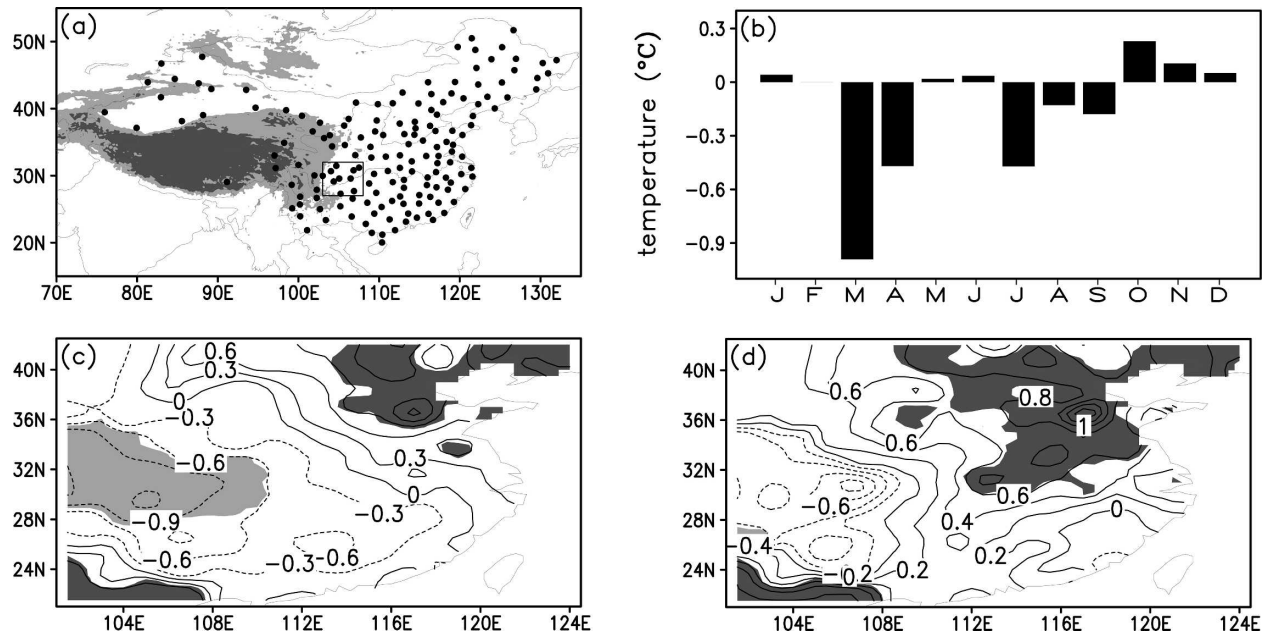 (a)
50N
40N
30N
20N
70E 80E 90E 100E 110E 120E 130E
(b)
temperature (°C)
0.3
0
−0.3
−0.6
−0.9
J F M A M J J A S O N D
(c)
40N
36N
32N
28N
24N
104E 108E 112E 116E 120E 124E
0.6
0.3
0
−0.3
−0.6
0.3
0
−0.9
−0.3
−0.6
−0.3
−0.6
(d)
40N
36N
32N
28N
24N
104E 108E 112E 116E 120E 124E
0.6
0.8
1
0.6
−0.6
0.6
0.4
0
−0.4
0.2
−0.2
0.2